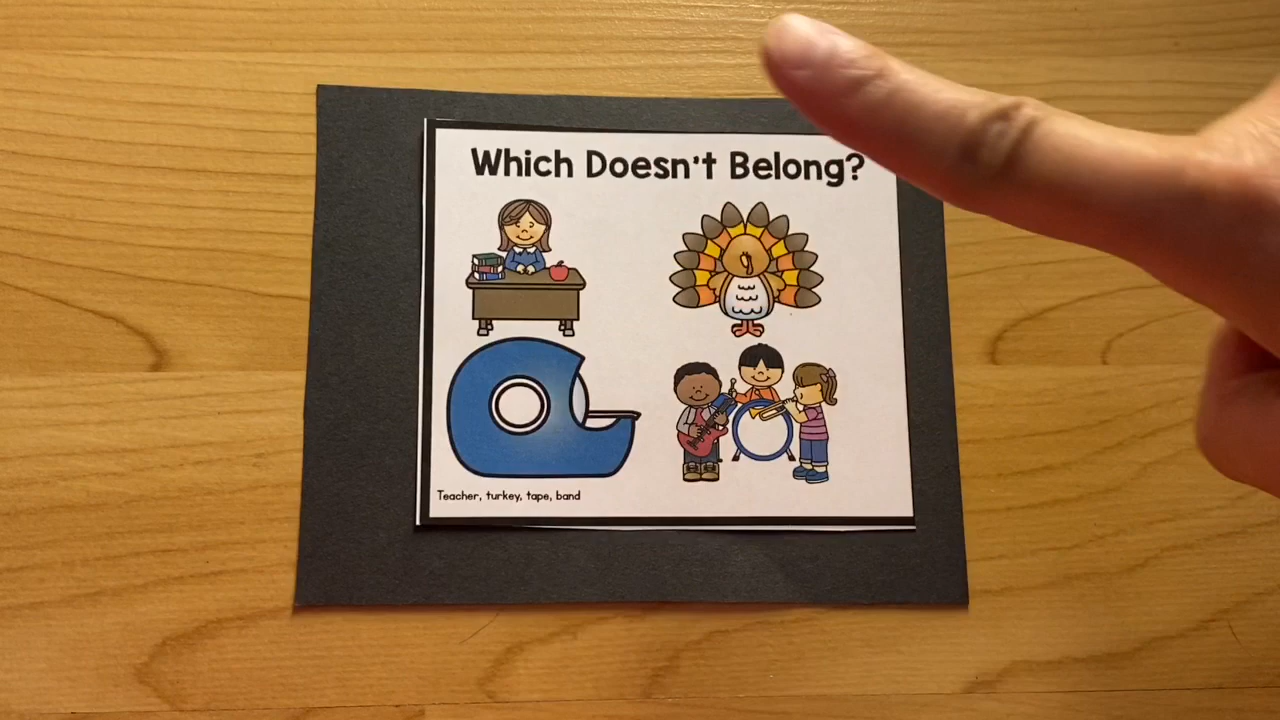 Which Doesn't Belong?
Teacher, turkey, tape, band